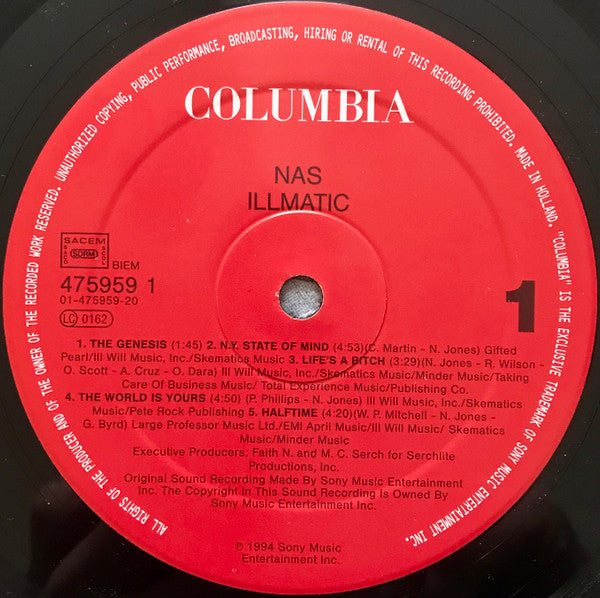 ALL RIGHTS OF THE PRODUCER AND OF THE OWNER OF THE RECORDED WORK RESERVED. UNAUTHORIZED COPYING, PUBLIC PERFORMANCE, BROADCASTING, HIRING OR RENTAL OF THIS RECORDING PROHIBITED. MADE IN HOLLAND. "COLUMBIA" IS THE EXCLUSIVE TRADEMARK OF SONY MUSIC ENTERTAINMENT INC.
COLUMBIA
NAS
ILLMATIC
SACEM
SACD SDRM SGDL
BIEM
475959 1
01-475959-20
LC 0162
1
1. THE GENESIS (1:45) 2. N.Y. STATE OF MIND (4:53)(C. Martin - N. Jones) Gifted
Pearl/Ill Will Music, Inc./Skematics Music 3. LIFE'S A BITCH (3:29)(N. Jones - R. Wilson -
O. Scott - A. Cruz - O. Dara) Ill Will Music, Inc./Skematics Music/Minder Music/Taking
Care Of Business Music/ Total Experience Music/Publishing Co.
4. THE WORLD IS YOURS (4:50) (P. Phillips - N. Jones) Ill Will Music, Inc./Skematics
Music/Pete Rock Publishing 5. HALFTIME (4:20)(W. P. Mitchell - N. Jones -
G. Byrd) Large Professor Music Ltd./EMI April Music/Ill Will Music/ Skematics
Music/Minder Music
Executive Producers: Faith N. and M. C. Serch for Serchlite
Productions, Inc.
Original Sound Recording Made By Sony Music Entertainment
Inc. The Copyright in This Sound Recording Is Owned By
Sony Music Entertainment Inc.
℗ 1994 Sony Music
Entertainment Inc.